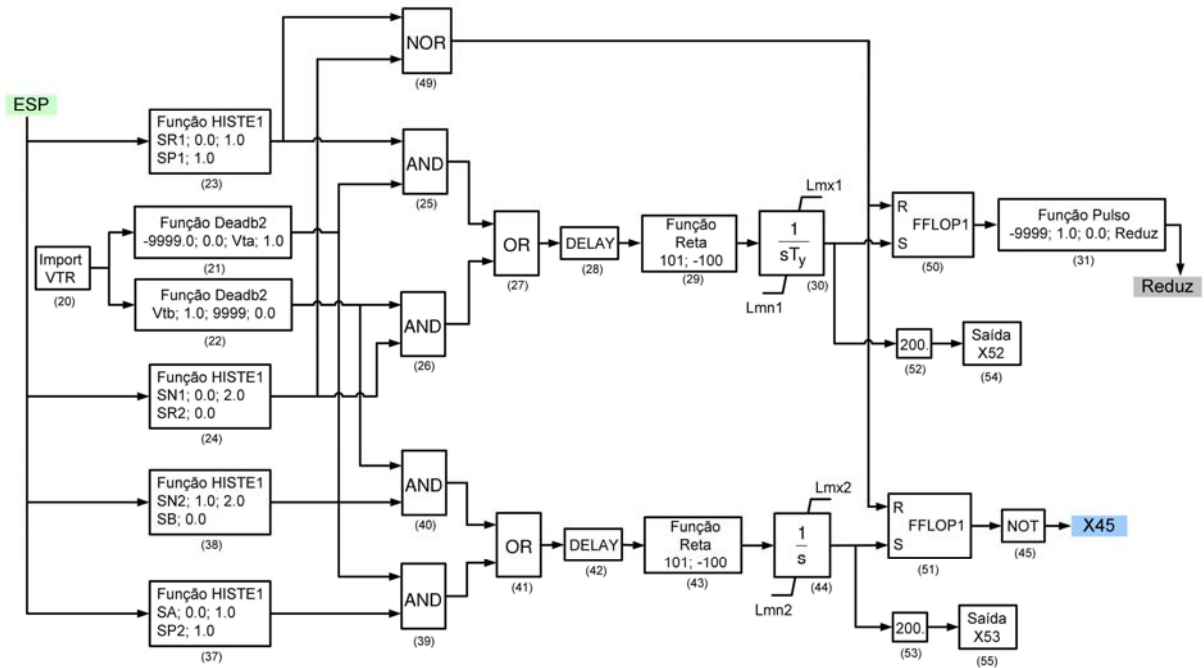 NOR
(49)
ESP
Função HISTE1
SR1; 0.0; 1.0
SP1; 1.0
(23)
AND
(25)
Lmx1
Import
VTR
(20)
Função Deadb2
-9999.0; 0.0; Vta; 1.0
(21)
OR
(27)
DELAY
(28)
Função
Reta
101; -100
(29)
1
sTy
(30)
Lmn1
R
S
FFLOP1
(50)
Função Pulso
-9999; 1.0; 0.0; Reduz
(31)
Reduz
Função Deadb2
Vtb; 1.0; 9999; 0.0
(22)
AND
(26)
200.
(52)
Saída
X52
(54)
Função HISTE1
SN1; 0.0; 2.0
SR2; 0.0
(24)
Função HISTE1
SN2; 1.0; 2.0
SB; 0.0
(38)
AND
(40)
Lmx2
OR
(41)
DELAY
(42)
Função
Reta
101; -100
(43)
1
s
(44)
Lmn2
R
S
FFLOP1
(51)
NOT
(45)
X45
Função HISTE1
SA; 0.0; 1.0
SP2; 1.0
(37)
AND
(39)
200.
(53)
Saída
X53
(55)